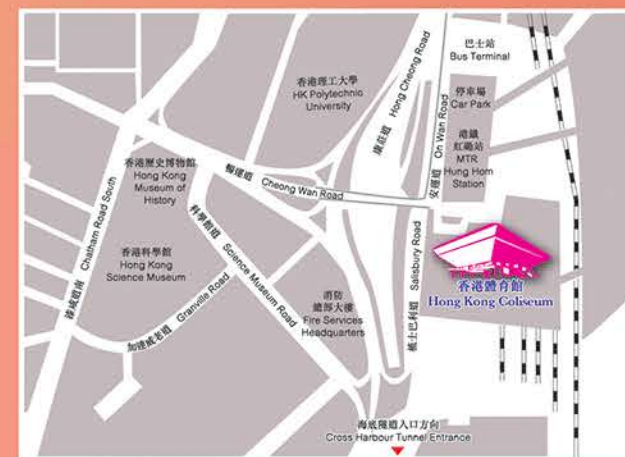 巴士站
Bus Terminal
香港理工大學
HK Polytechnic
University
康莊道 Hong Cheong Road
停車場
Car Park
港鐵
紅磡站
MTR
Hung Hom
Station
安運道 On Wan Road
香港歷史博物館
Hong Kong
Museum of
History
暢運道 Cheong Wan Road
科學館道 Science Museum Road
漆咸道南 Chatham Road South
香港科學館
Hong Kong
Science Museum
加連威老道 Granville Road
消防
總部大樓
Fire Services
Headquarters
梳士巴利道 Salisbury Road
香港體育館
Hong Kong Coliseum
海底隧道入口方向
Cross Harbour Tunnel Entrance